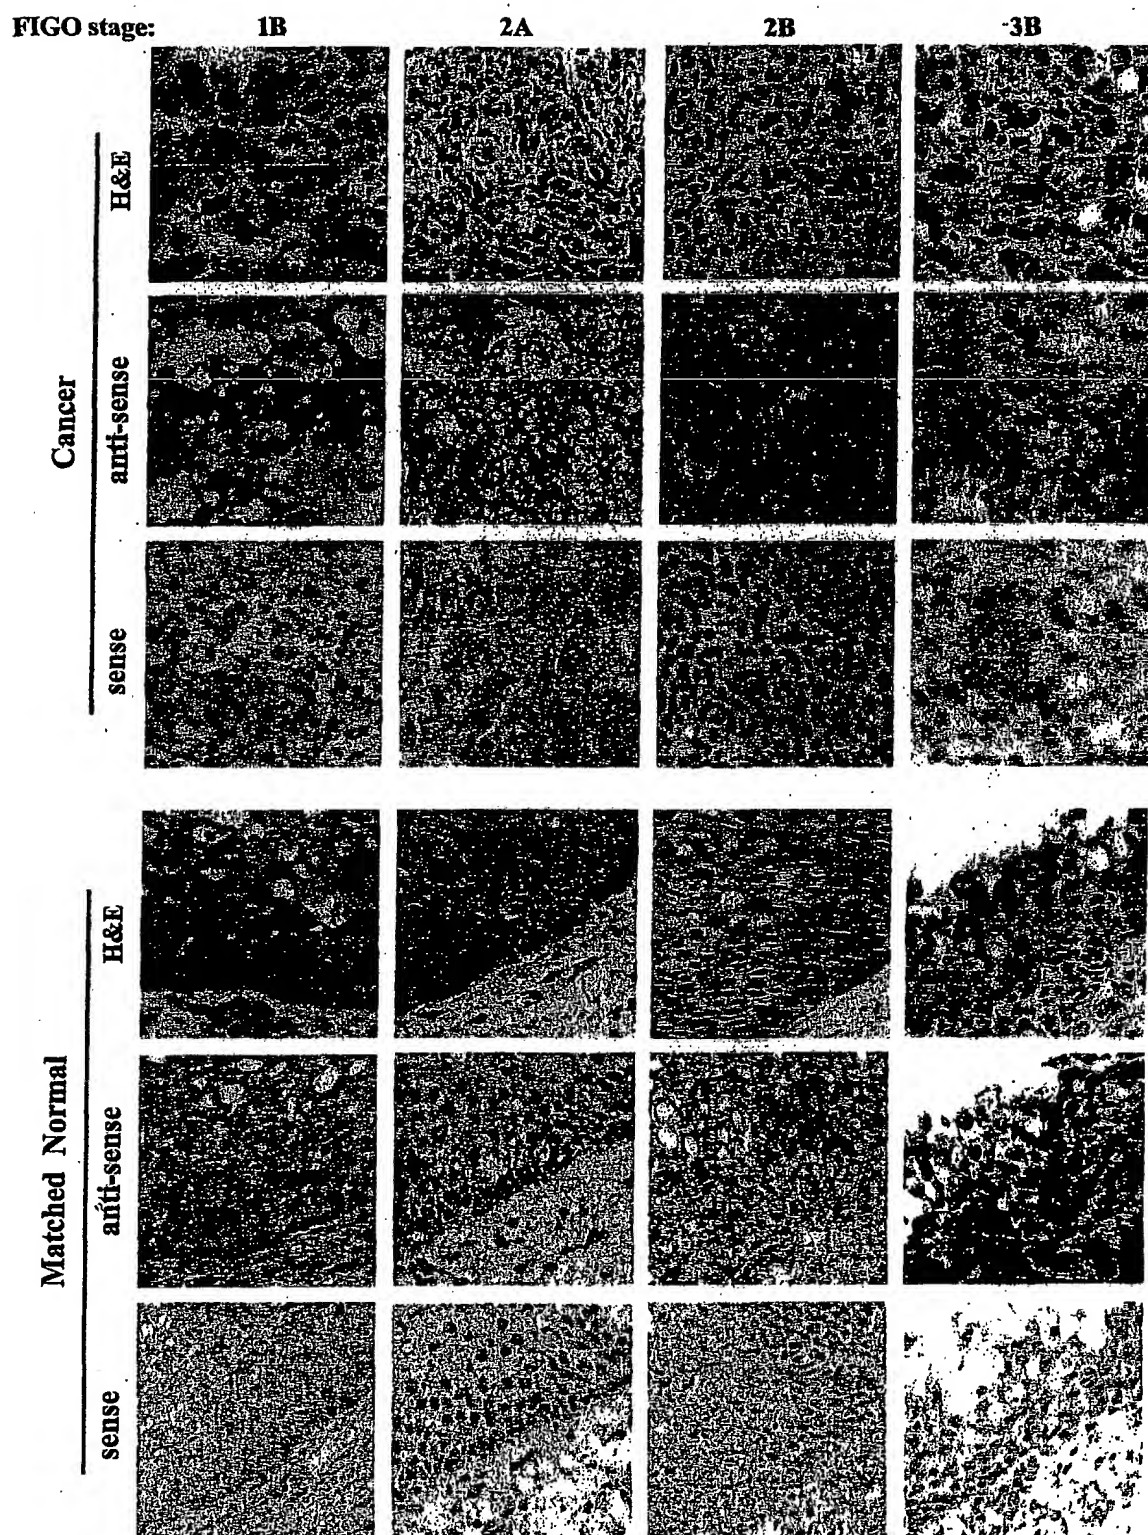 FIGO stage: 1B 2A 2B 3B
Cancer
H&E
anti-sense
sense
Matched Normal
H&E
anti-sense
sense